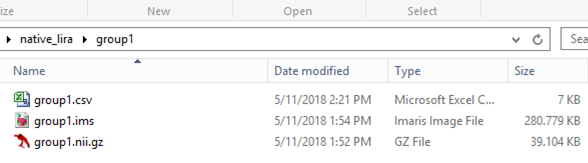 ize New Open Select
native_lira group1 Sea
Name Date modified Type Size
group1.csv 5/11/2018 2:21 PM Microsoft Excel C... 7 KB
group1.ims 5/11/2018 1:54 PM Imaris Image File 280.779 KB
group1.nii.gz 5/11/2018 1:52 PM GZ File 39.104 KB